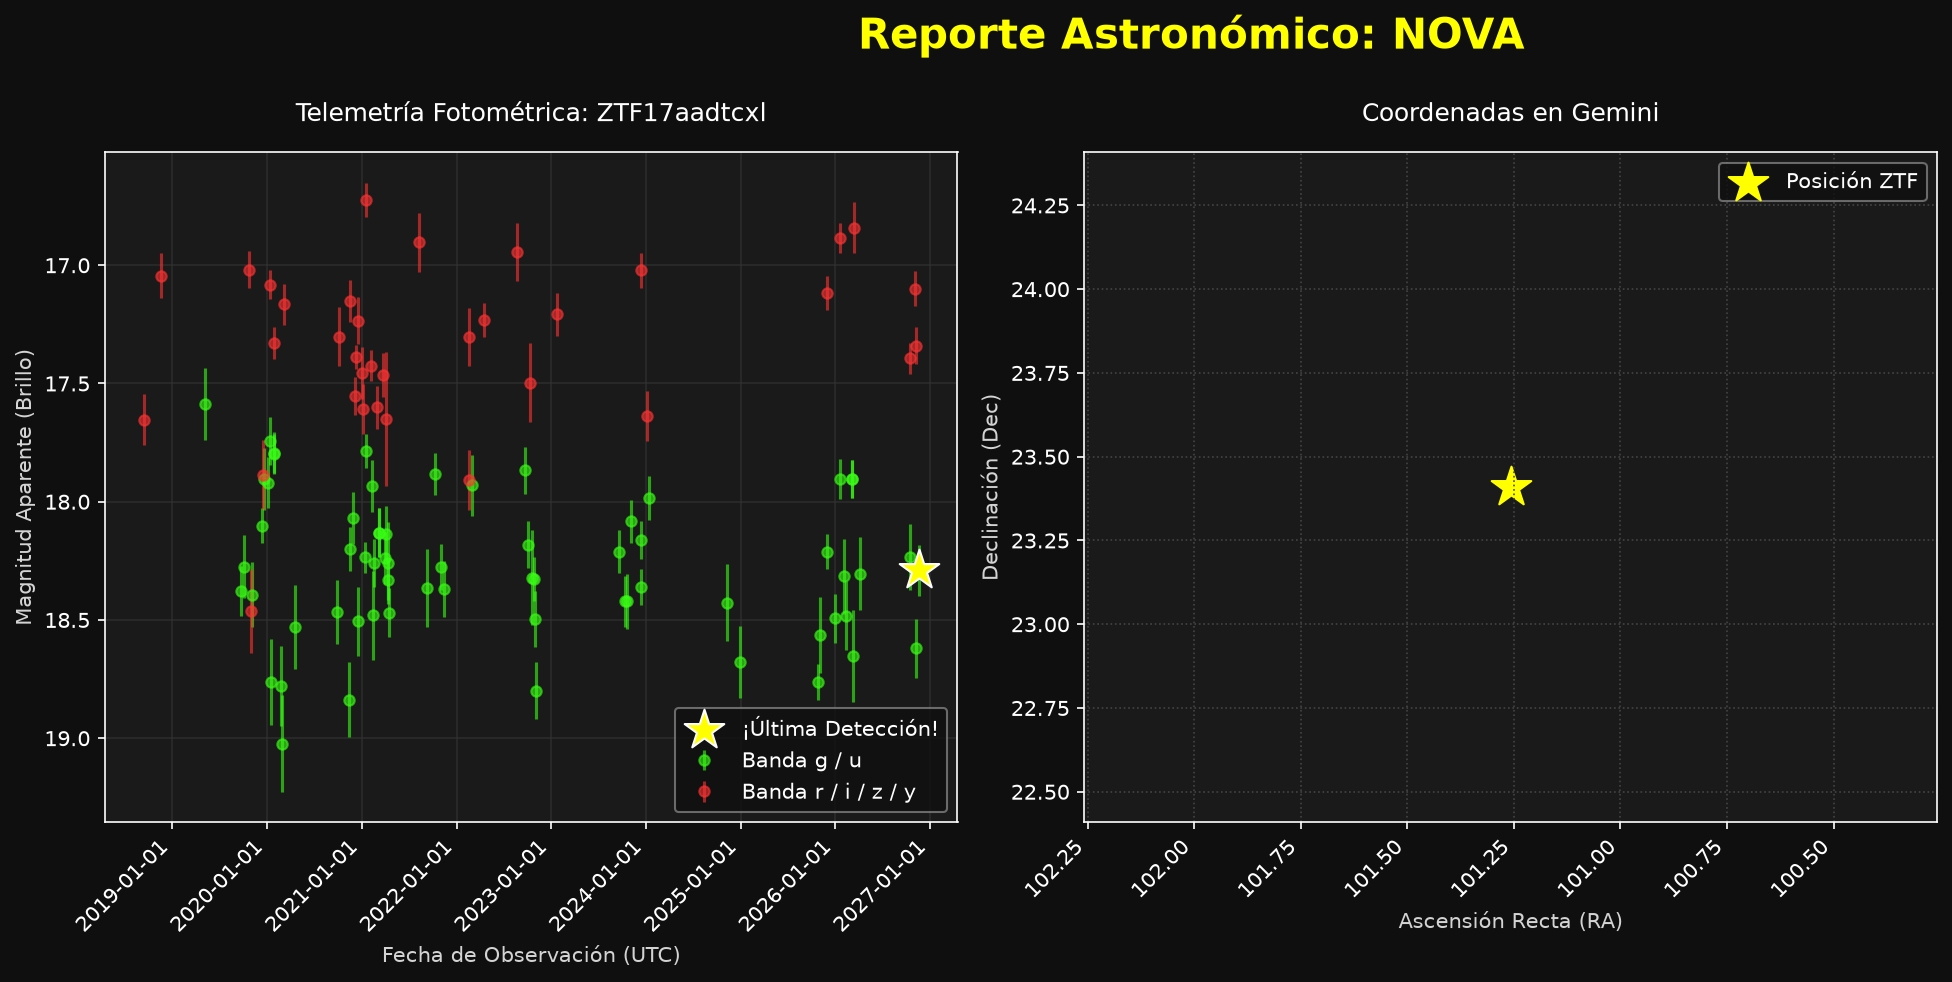 Reporte Astronómico: NOVA
Telemetría Fotométrica: ZTF17aadtcxl
Magnitud Aparente (Brillo)
17.0
17.5
18.0
18.5
19.0
¡Última Detección!
Banda g / u
Banda r / i / z / y
2019-01-01
2020-01-01
2021-01-01
2022-01-01
2023-01-01
2024-01-01
2025-01-01
2026-01-01
2027-01-01
Fecha de Observación (UTC)
Coordenadas en Gemini
Posición ZTF
Declinación (Dec)
24.25
24.00
23.75
23.50
23.25
23.00
22.75
22.50
102.25
102.00
101.75
101.50
101.25
101.00
100.75
100.50
Ascensión Recta (RA)